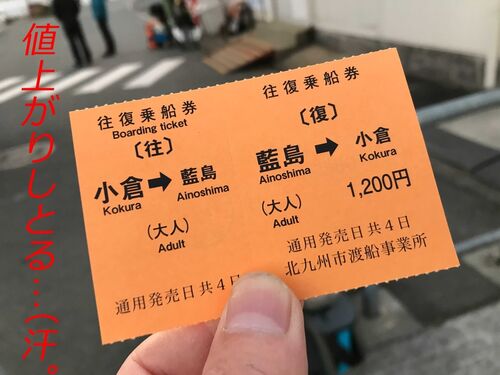 値上がりしとる…(汗。
往復乗船券
Boarding ticket
〔往〕
小倉 ➡ 藍島
Kokura Ainoshima
(大人)
Adult
通用発売日共4日
往復乗船券
〔復〕
藍島 ➡ 小倉
Ainoshima Kokura
1,200円
(大人)
Adult
通用発売日共4日
北九州市渡船事業所